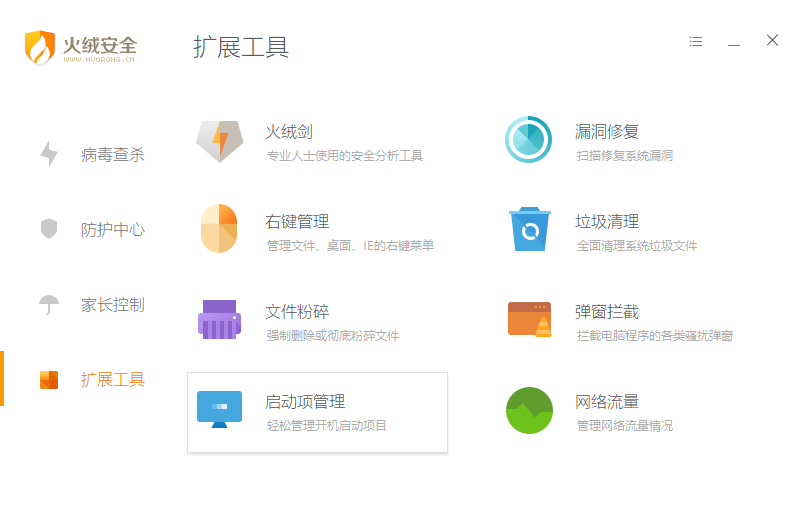 火绒安全
WWW.HUORONG.CN
扩展工具
病毒查杀
防护中心
家长控制
扩展工具
火绒剑
专业人士使用的安全分析工具
漏洞修复
扫描修复系统漏洞
右键管理
管理文件、桌面、IE的右键菜单
垃圾清理
全面清理系统垃圾文件
文件粉碎
强制删除或彻底粉碎文件
弹窗拦截
拦截电脑程序的各类骚扰弹窗
启动项管理
轻松管理开机启动项目
网络流量
管理网络流量情况